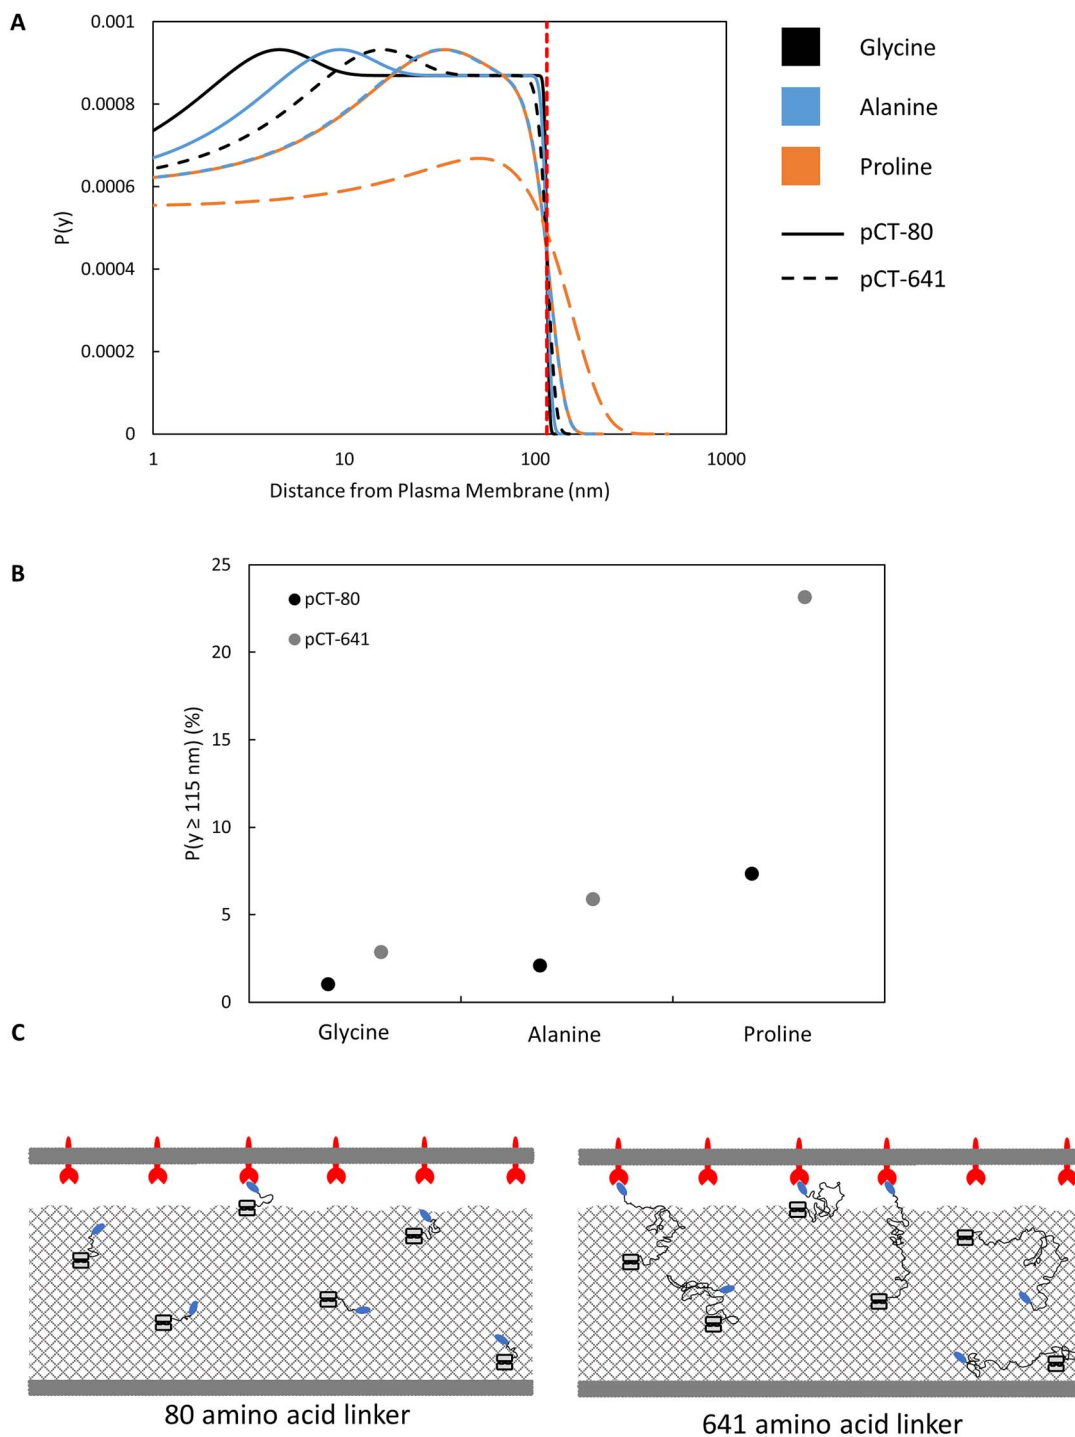 A
P(y)
0.001
0.0008
0.0006
0.0004
0.0002
0
1
10
100
1000
Distance from Plasma Membrane (nm)
Glycine
Alanine
Proline
pCT-80
pCT-641
B
P(y ≥ 115 nm) (%)
25
20
15
10
5
0
pCT-80
pCT-641
Glycine
Alanine
Proline
C
80 amino acid linker
641 amino acid linker